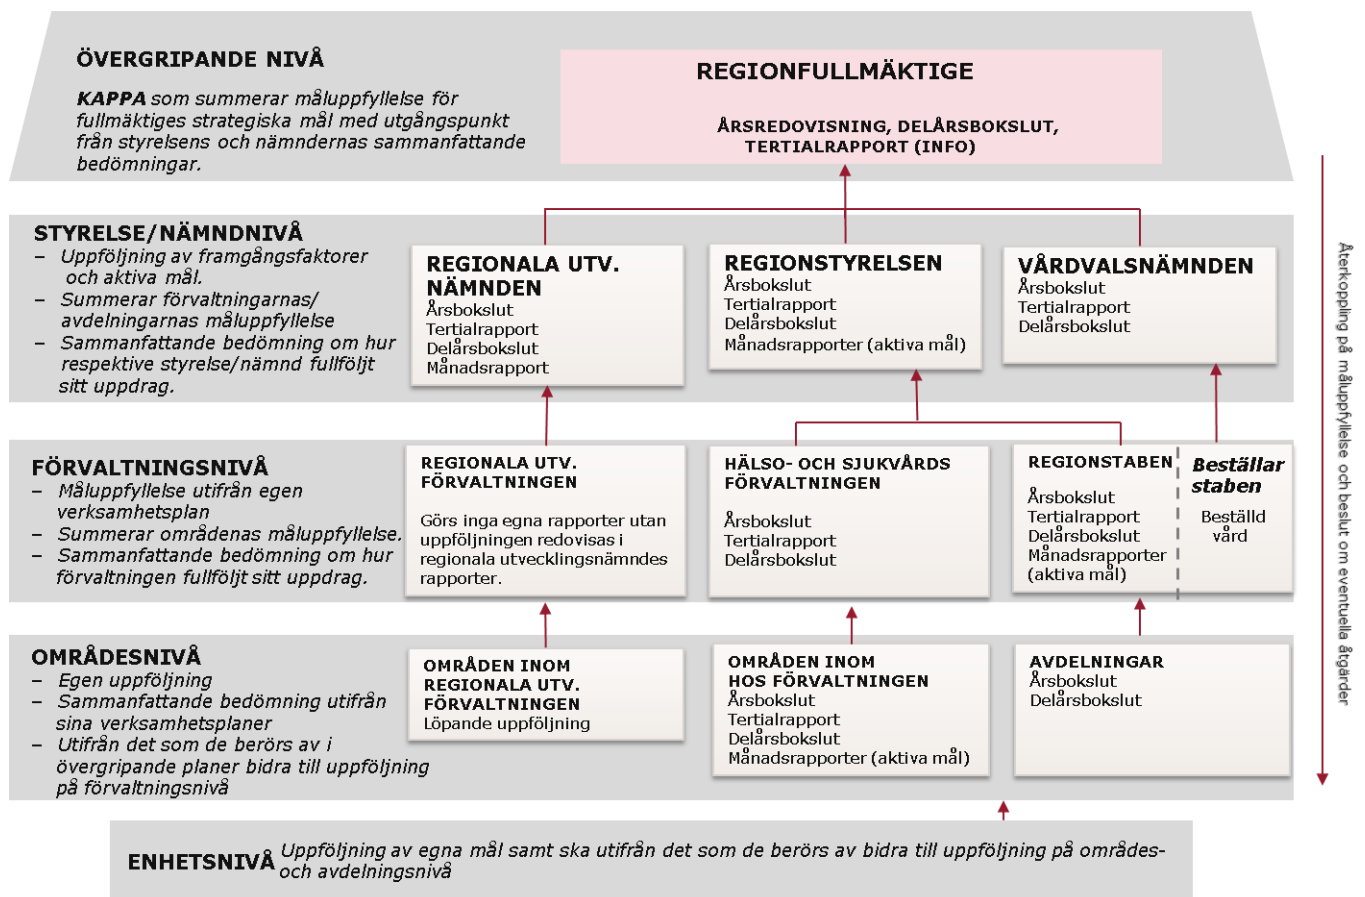 ÖVERGRIPANDE NIVÅ
KAPPA som summerar måluppfyllelse för
fullmäktiges strategiska mål med utgångspunkt
från styrelsens och nämndernas sammanfattande
bedömningar.
REGIONFULLMÄKTIGE
ÅRSREDOVISNING, DELÅRSBOKSLUT,
TERTIALRAPPORT (INFO)
STYRELSE/NÄMNDNIVÅ
– Uppföljning av framgångsfaktorer
och aktiva mål.
– Summerar förvaltningarnas/
avdelningarnas måluppfyllelse
– Sammanfattande bedömning om hur
respektive styrelse/nämnd fullföljt
sitt uppdrag.
REGIONALA UTV.
NÄMNDEN
Årsbokslut
Tertialrapport
Delårsbokslut
Månadsrapport
REGIONSTYRELSEN
Årsbokslut
Tertialrapport
Delårsbokslut
Månadsrapporter (aktiva mål)
VÅRDVALSNÄMNDEN
Årsbokslut
Tertialrapport
Delårsbokslut
FÖRVALTNINGSNIVÅ
– Måluppfyllelse utifrån egen
verksamhetsplan
– Summerar områdenas måluppfyllelse.
– Sammanfattande bedömning om hur
förvaltningen fullföljt sitt uppdrag.
REGIONALA UTV.
FÖRVALTNINGEN
Görs inga egna rapporter utan
uppföljningen redovisas i
regionala utvecklingsnämndes
rapporter.
HÄLSO- OCH SJUKVÅRDS
FÖRVALTNINGEN
Årsbokslut
Tertialrapport
Delårsbokslut
REGIONSTABEN
Årsbokslut
Tertialrapport
Delårsbokslut
Månadsrapporter
(aktiva mål)
Beställar
staben
Beställd
vård
OMRÅDESNIVÅ
– Egen uppföljning
– Sammanfattande bedömning utifrån
sina verksamhetsplaner
– Utifrån det som de berörs av i
övergripande planer bidra till uppföljning
på förvaltningsnivå
OMRÅDEN INOM
REGIONALA UTV.
FÖRVALTNINGEN
Löpande uppföljning
OMRÅDEN INOM
HOS FÖRVALTNINGEN
Årsbokslut
Tertialrapport
Delårsbokslut
Månadsrapporter (aktiva mål)
AVDELNINGAR
Årsbokslut
Delårsbokslut
ENHETSNIVÅ Uppföljning av egna mål samt ska utifrån det som de berörs av bidra till uppföljning på områdes-
och avdelningsnivå
Återkoppling på måluppfyllelse och beslut om eventuella åtgärder